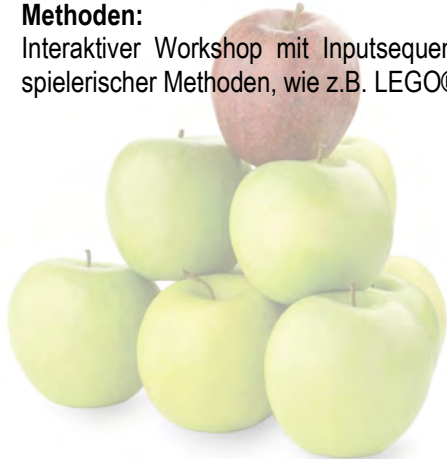 Methoden:
Interaktiver Workshop mit Inputsequen
spielerischer Methoden, wie z.B. LEGO®